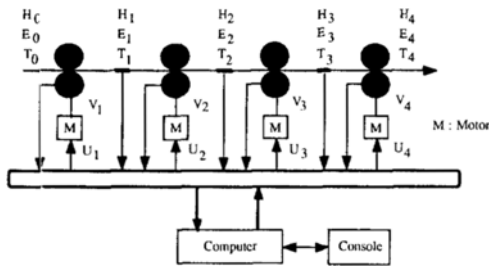 H0 H1 H2 H3 H4
E0 E1 E2 E3 E4
T0 T1 T2 T3 T4
V1 V2 V3 V4
M M M M M : Motor
U1 U2 U3 U4
Computer Console